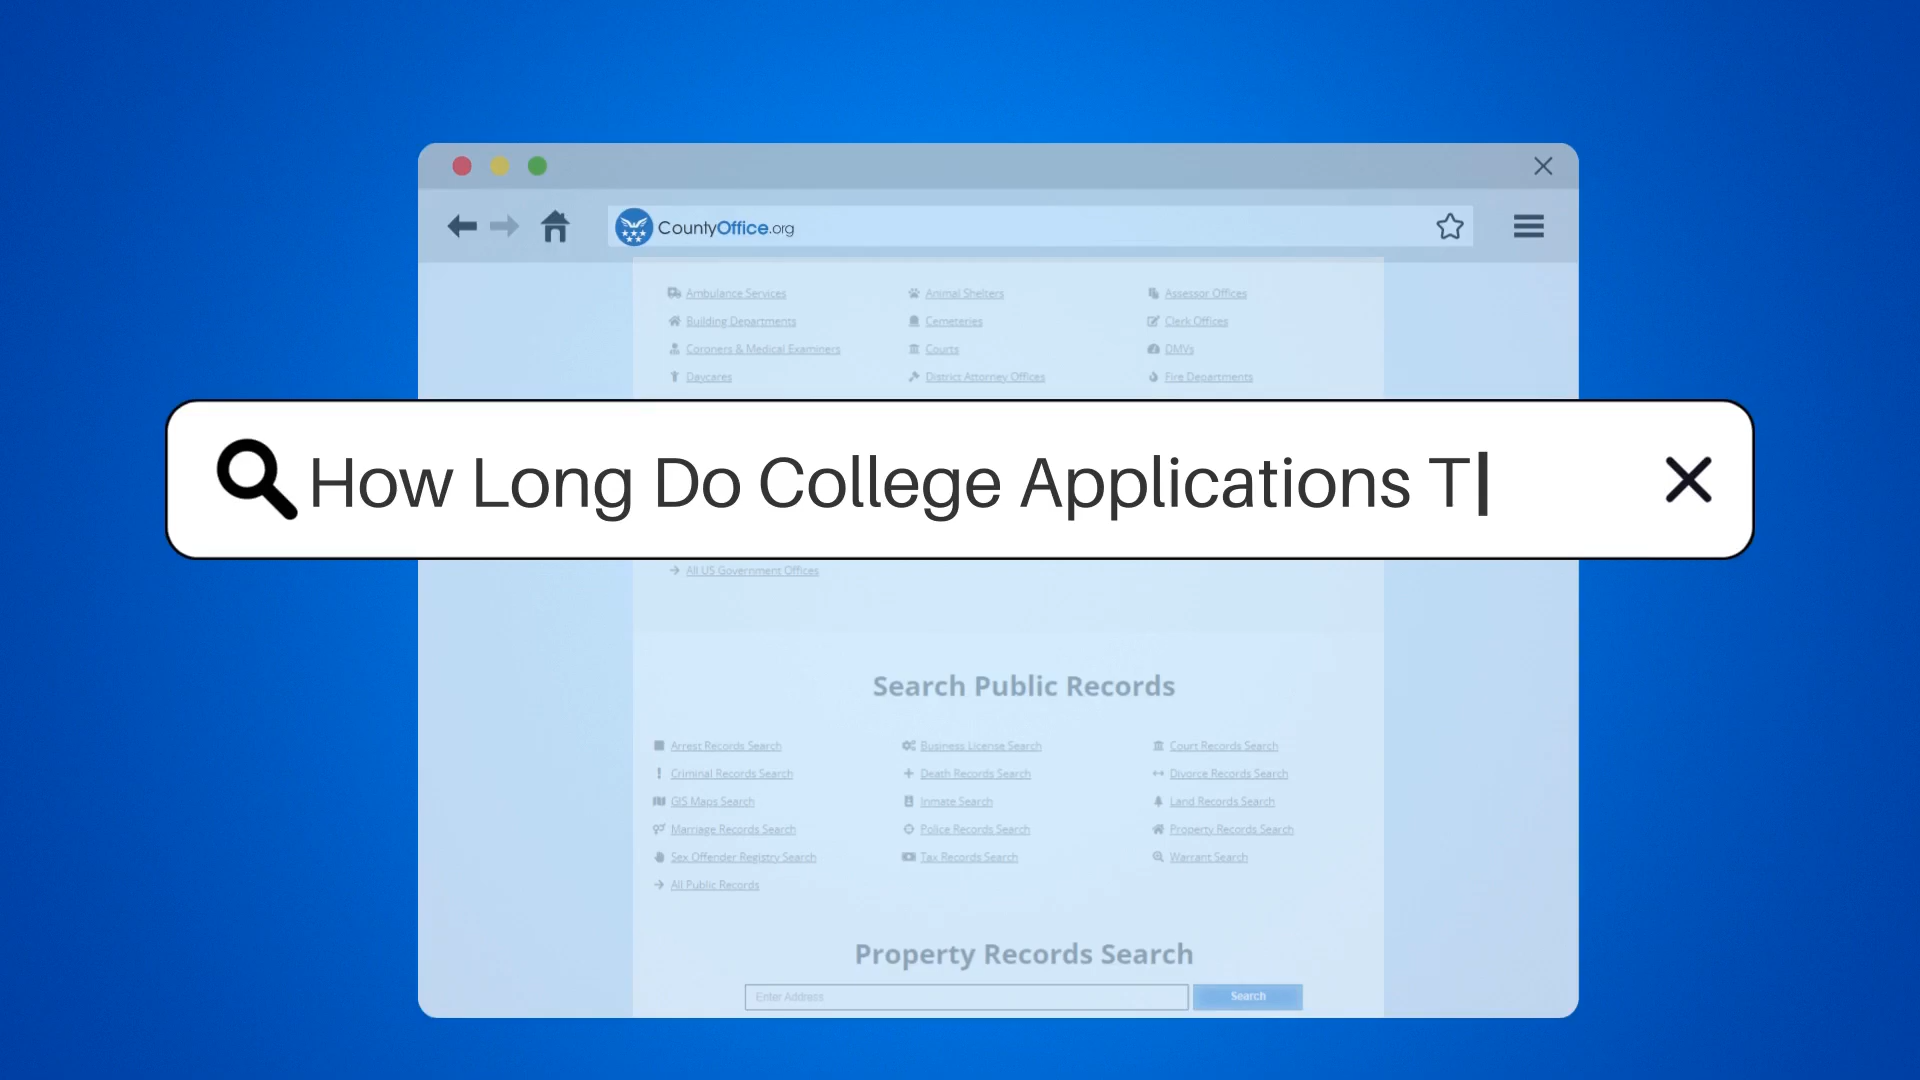 CountyOffice.org
Ambulance Services Animal Shelters Assessor Offices
Building Departments Cemeteries Clerk Offices
Coroners & Medical Examiners Courts DMVs
Daycares District Attorney Offices Fire Departments
How Long Do College Applications T
All US Government Offices
Search Public Records
Arrest Records Search Business License Search Court Records Search
Criminal Records Search Death Records Search Divorce Records Search
GIS Maps Search Inmate Search Land Records Search
Marriage Records Search Police Records Search Property Records Search
Sex Offender Registry Search Tax Records Search Warrant Search
All Public Records
Property Records Search
Enter Address Search